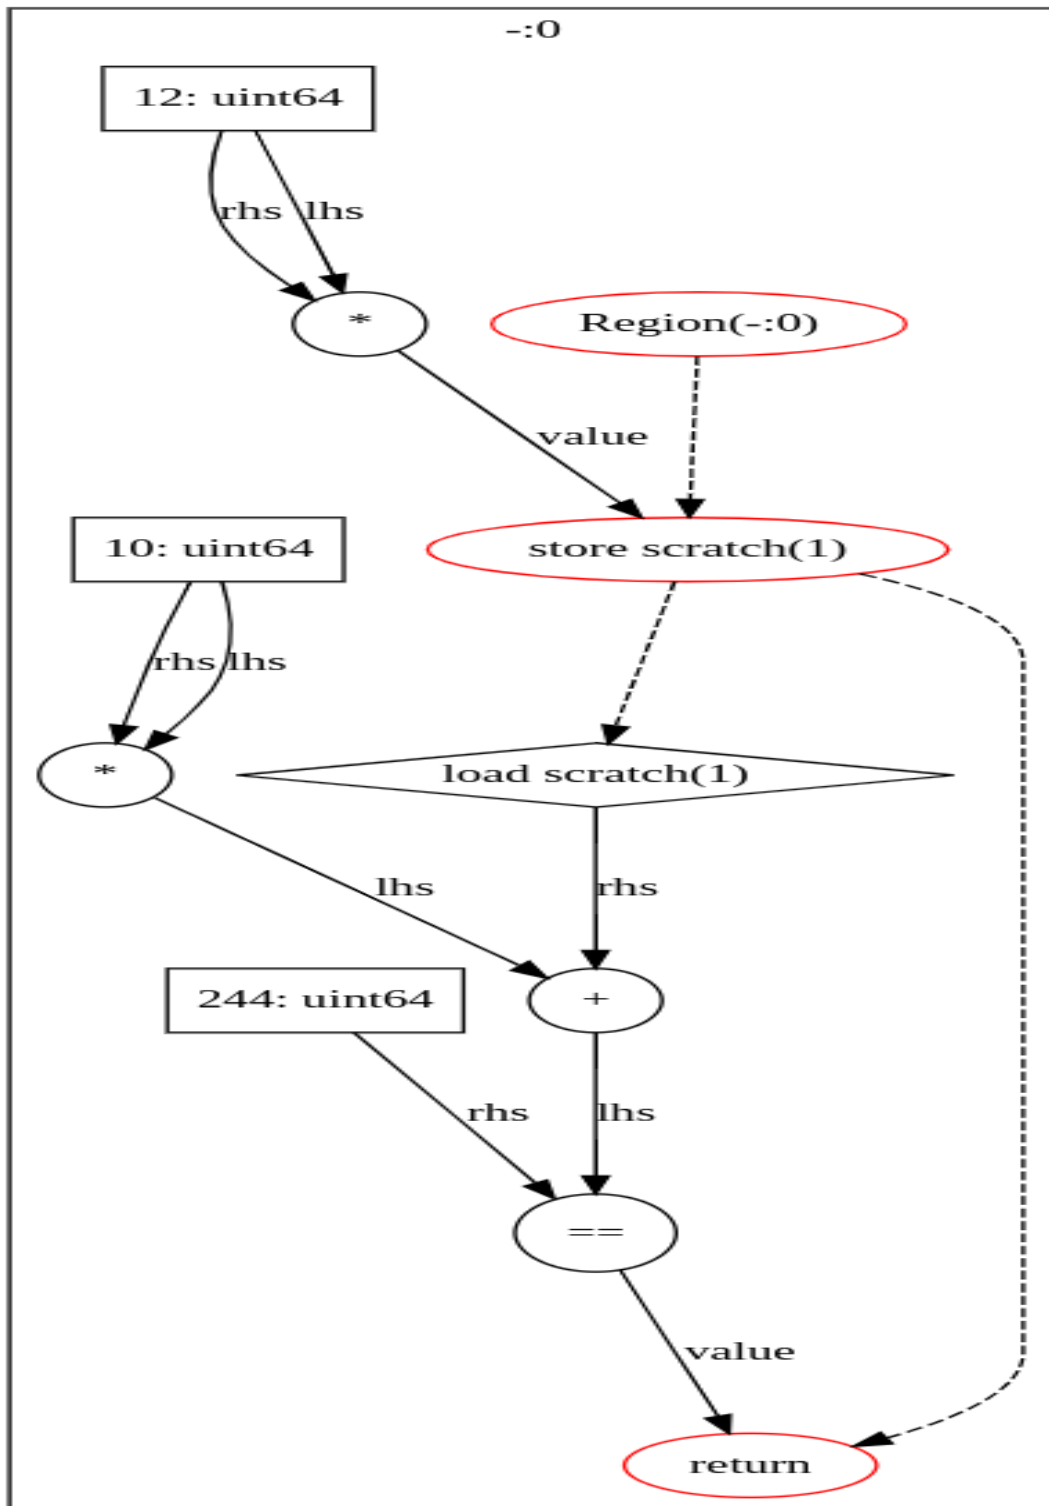 -:0
12: uint64
rhs lhs
*
Region(-:0)
value
10: uint64
store scratch(1)
rhs lhs
*
load scratch(1)
lhs
rhs
244: uint64
+
rhs
lhs
==
value
return